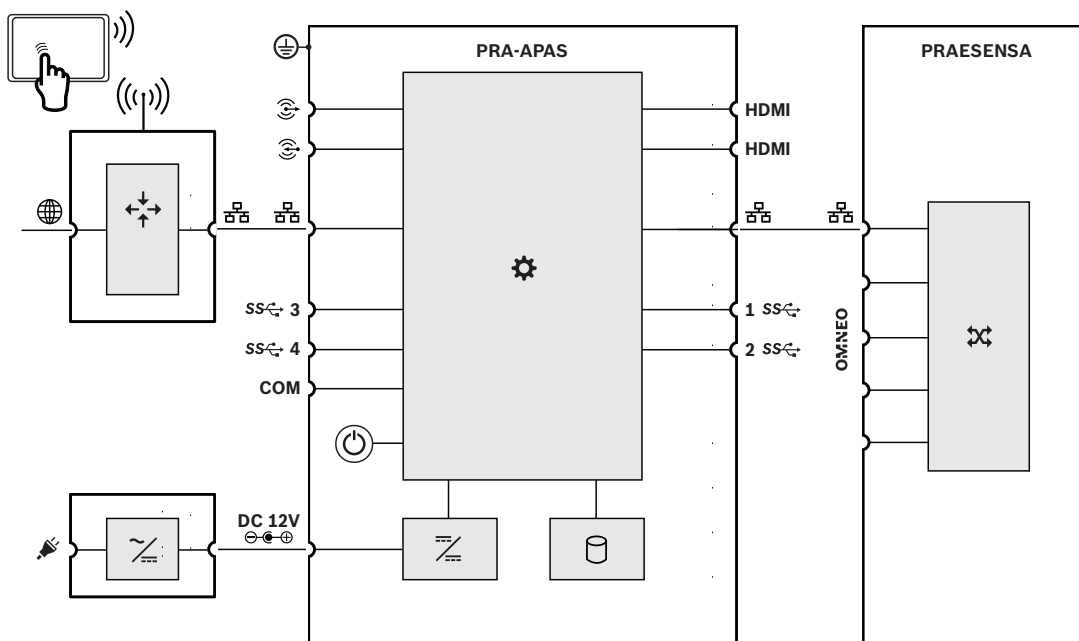 PRA-APAS
PRAESENSA
HDMI
HDMI
SS 3
1 SS
SS 4
2 SS
COM
OMNEO
DC 12V